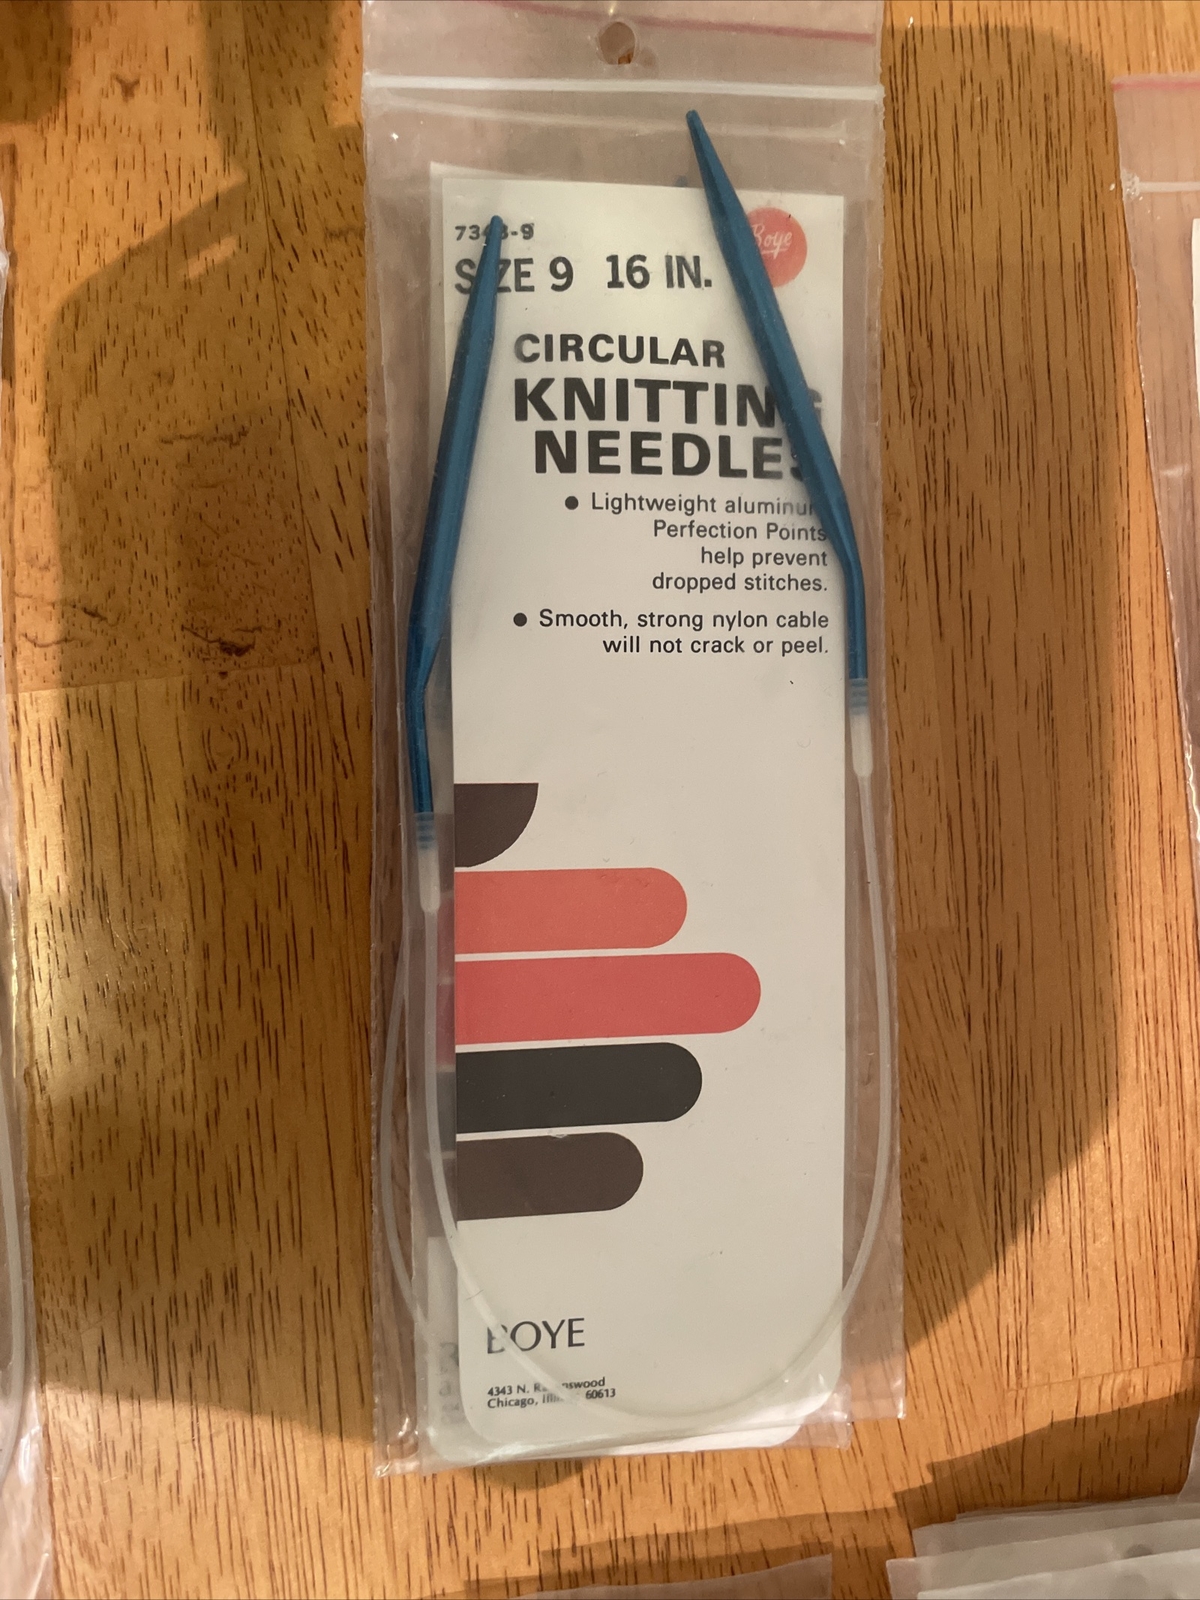 SIZE 9 16 IN.
Boye
CIRCULAR
KNITTING
NEEDLES
● Lightweight aluminum
Perfection Points
help prevent
dropped stitches.
● Smooth, strong nylon cable
will not crack or peel.
BOYE
4343 N.
Chicago, 60613